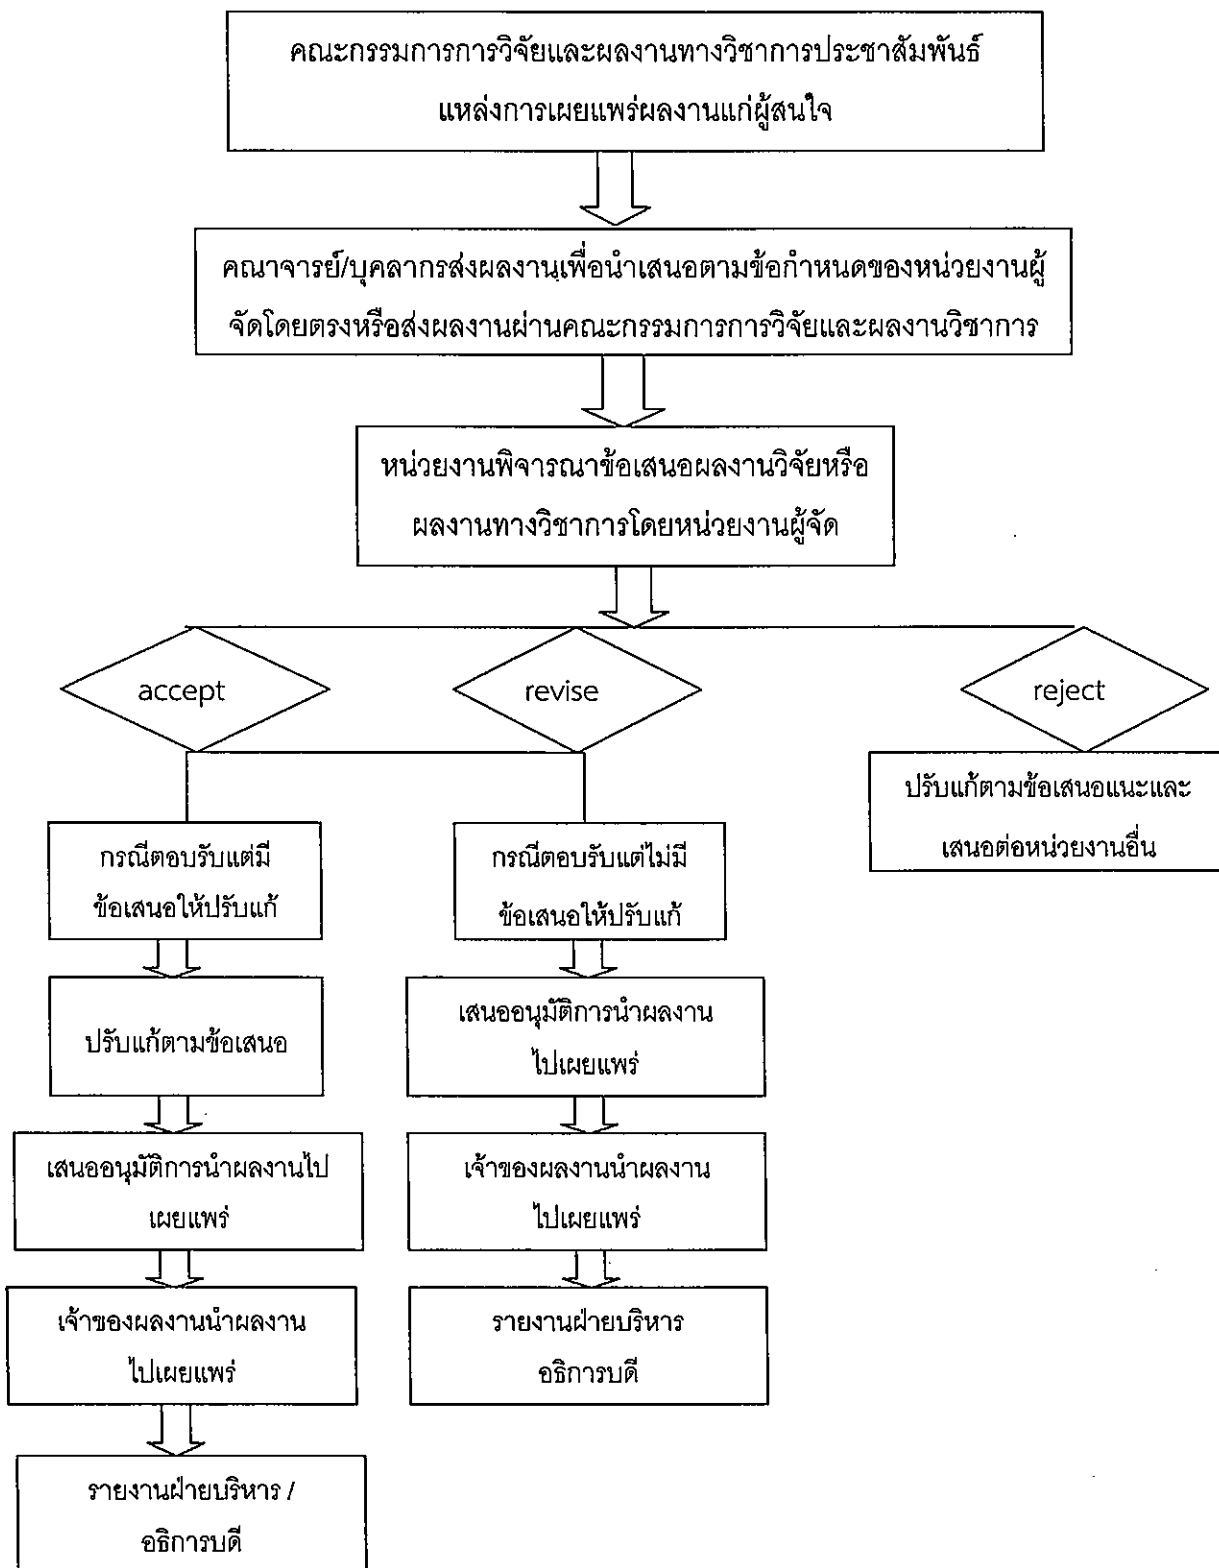 คณะกรรมการการวิจัยและผลงานทางวิชาการประชาสัมพันธ์
แหล่งการเผยแพร่ผลงานแก่ผู้สนใจ
คณาจารย์/บุคลากรส่งผลงานเพื่อนำเสนอตามข้อกำหนดของหน่วยงานผู้
จัดโดยตรงหรือส่งผลงานผ่านคณะกรรมการการวิจัยและผลงานวิชาการ
หน่วยงานพิจารณาข้อเสนอผลงานวิจัยหรือ
ผลงานทางวิชาการโดยหน่วยงานผู้จัด
accept
revise
reject
ปรับแก้ตามข้อเสนอแนะและ
เสนอต่อหน่วยงานอื่น
กรณีตอบรับแต่มี
ข้อเสนอให้ปรับแก้
ปรับแก้ตามข้อเสนอ
เสนออนุมัติการนำผลงานไป
เผยแพร่
เจ้าของผลงานนำผลงาน
ไปเผยแพร่
รายงานฝ่ายบริหาร /
อธิการบดี
กรณีตอบรับแต่ไม่มี
ข้อเสนอให้ปรับแก้
เสนออนุมัติการนำผลงาน
ไปเผยแพร่
เจ้าของผลงานนำผลงาน
ไปเผยแพร่
รายงานฝ่ายบริหาร
อธิการบดี